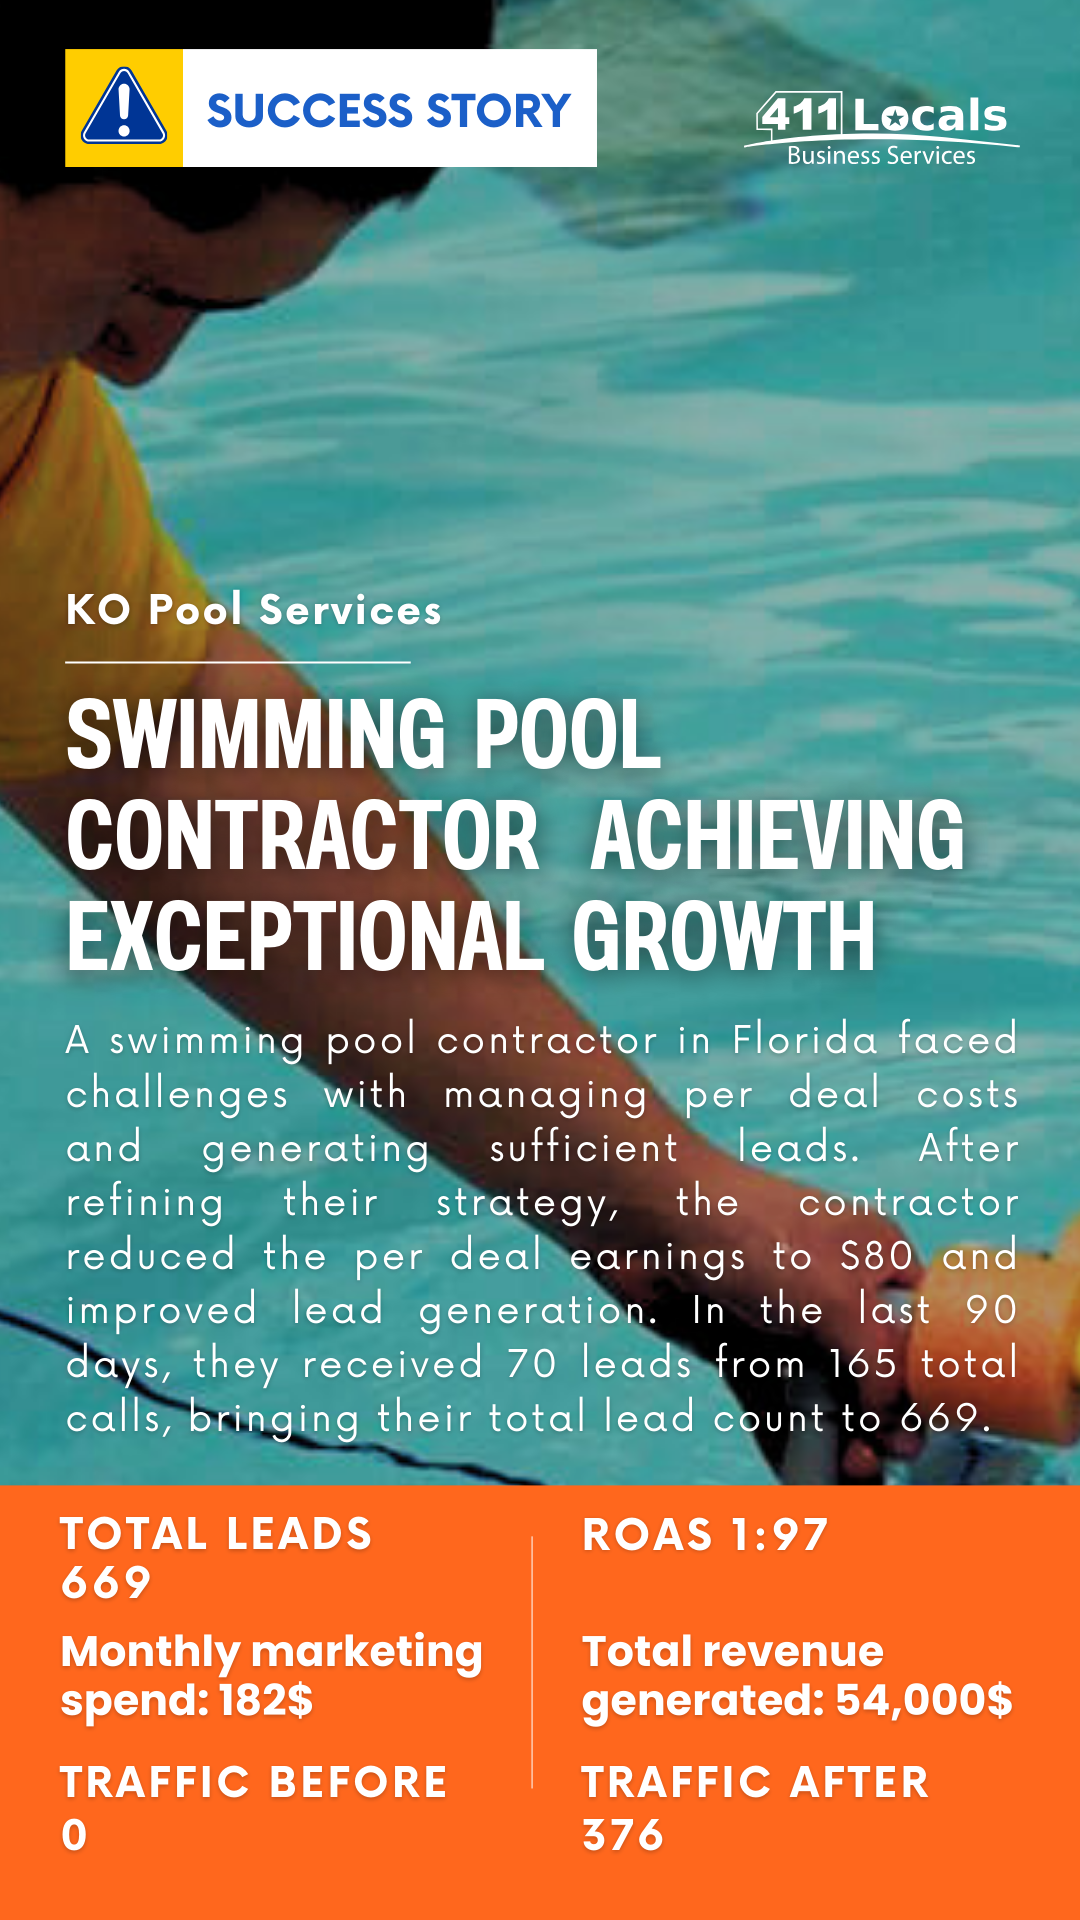 SUCCESS STORY
411 Locals
Business Services
KO Pool Services
SWIMMING POOL
CONTRACTOR ACHIEVING
EXCEPTIONAL GROWTH
A swimming pool contractor in Florida faced
challenges with managing per deal costs
and generating sufficient leads. After
refining their strategy, the contractor
reduced the per deal earnings to $80 and
improved lead generation. In the last 90
days, they received 70 leads from 165 total
calls, bringing their total lead count to 669.
TOTAL LEADS
669
ROAS 1:97
Monthly marketing
spend: 182$
Total revenue
generated: 54,000$
TRAFFIC BEFORE
0
TRAFFIC AFTER
376